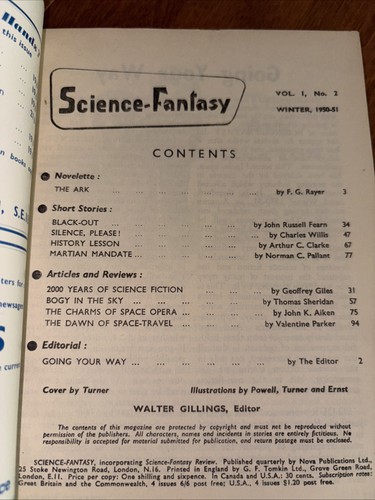 Science-Fantasy
VOL. 1, No. 2
WINTER, 1950-51
CONTENTS
Novelette :
THE ARK ... ... ... ... ... by F. G. Rayer 3
Short Stories :
BLACK-OUT ... ... ... ... by John Russell Fearn 34
SILENCE, PLEASE! ... ... ... by Charles Willis 47
HISTORY LESSON ... ... ... by Arthur C. Clarke 67
MARTIAN MANDATE ... ... ... by Norman C. Pallant 77
Articles and Reviews :
2000 YEARS OF SCIENCE FICTION ... ... by Geoffrey Giles 31
BOGY IN THE SKY ... ... ... ... by Thomas Sheridan 57
THE CHARMS OF SPACE OPERA ... ... by John K. Aiken 75
THE DAWN OF SPACE-TRAVEL ... ... by Valentine Parker 94
Editorial :
GOING YOUR WAY ... ... ... ... by The Editor 2
Cover by Turner Illustrations by Powell, Turner and Ernst
WALTER GILLINGS, Editor
The contents of this magazine are protected by copyright and must not be reproduced without
permission of the publishers. All characters, names and incidents in stories are entirely fictitious. No
responsibility is accepted for material submitted for publication, and return postage must be enclosed.
SCIENCE-FANTASY, incorporating Science-Fantasy Review. Published quarterly by Nova Publications Ltd.,
25 Stoke Newington Road, London, N.16. Printed in England by G. F. Tomkin Ltd., Grove Green Road,
London, E.11. Price per copy: One shilling and sixpence. In Canada and U.S.A.: 30 cents. Subscription rates:
Great Britain and the Commonwealth, 4 issues 6/6 post free; U.S.A., 4 issues $1.20 post free.
this issue